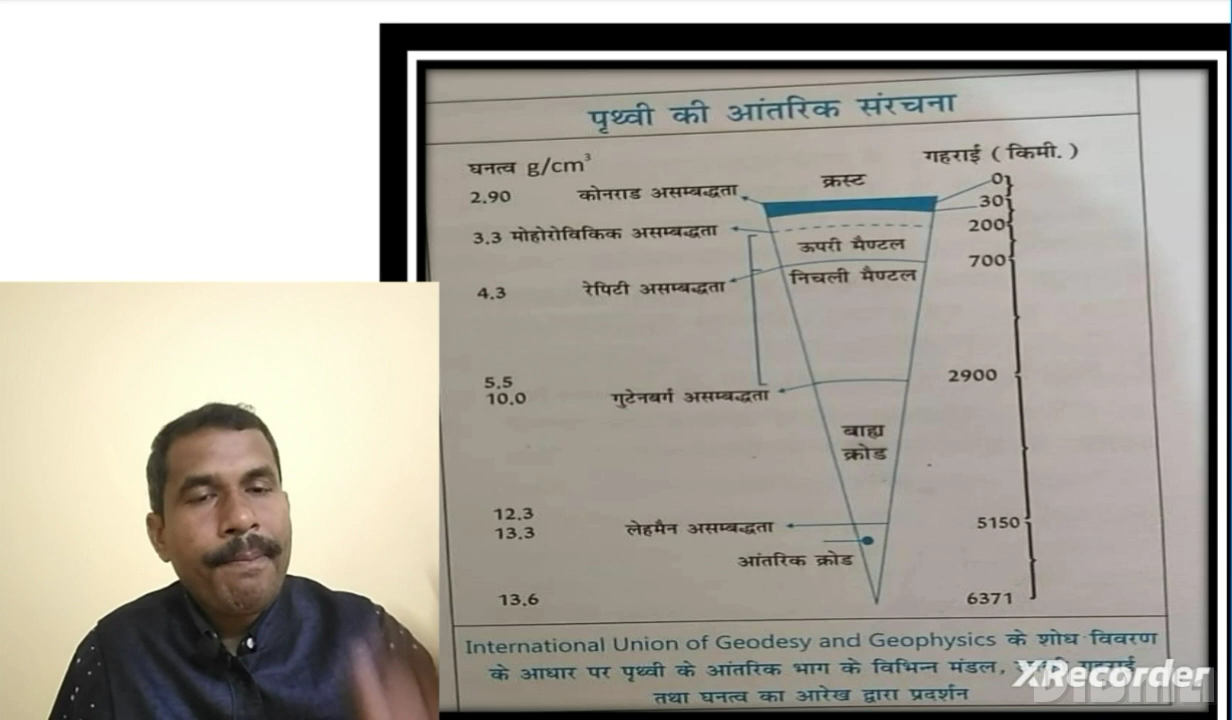 पृथ्वी की आंतरिक संरचना
घनत्व g/cm³
गहराई ( किमी. )
2.90 कोनराड असम्बद्धता
क्रस्ट
0
30
3.3 मोहोरोविकिक असम्बद्धता
200
ऊपरी मैण्टल
700
4.3 रेपिटी असम्बद्धता
निचली मैण्टल
5.5
2900
10.0 गुटेनबर्ग असम्बद्धता
बाह्य
क्रोड
12.3
13.3 लेहमैन असम्बद्धता
5150
आंतरिक क्रोड
13.6
6371
International Union of Geodesy and Geophysics के शोध विवरण
के आधार पर पृथ्वी के आंतरिक भाग के विभिन्न मंडल, गहराई
तथा घनत्व का आरेख द्वारा प्रदर्शन
XRecorder